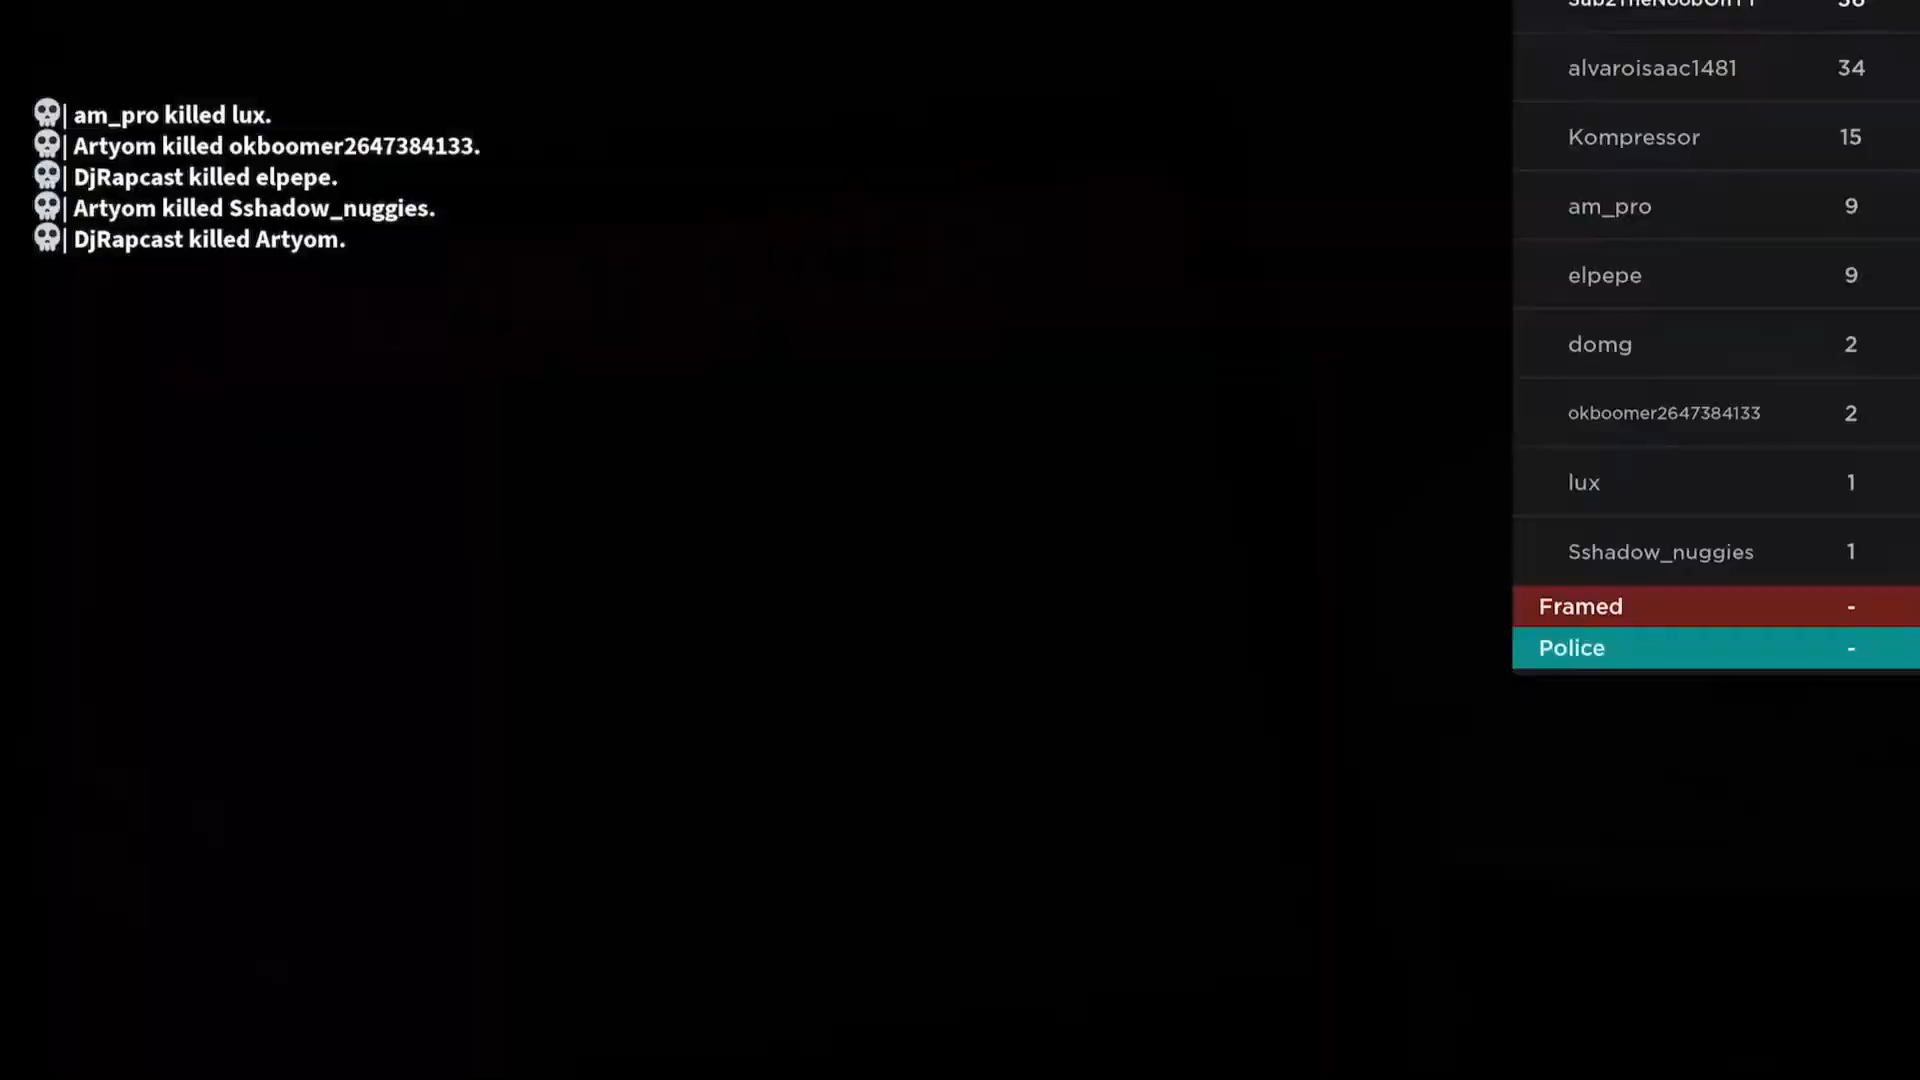 am_pro killed lux.
Artyom killed okboomer2647384133.
DjRapcast killed elpepe.
Artyom killed Sshadow_nuggies.
DjRapcast killed Artyom.
alvaroisaac1481 34
Kompressor 15
am_pro 9
elpepe 9
domg 2
okboomer2647384133 2
lux 1
Sshadow_nuggies 1
Framed -
Police -